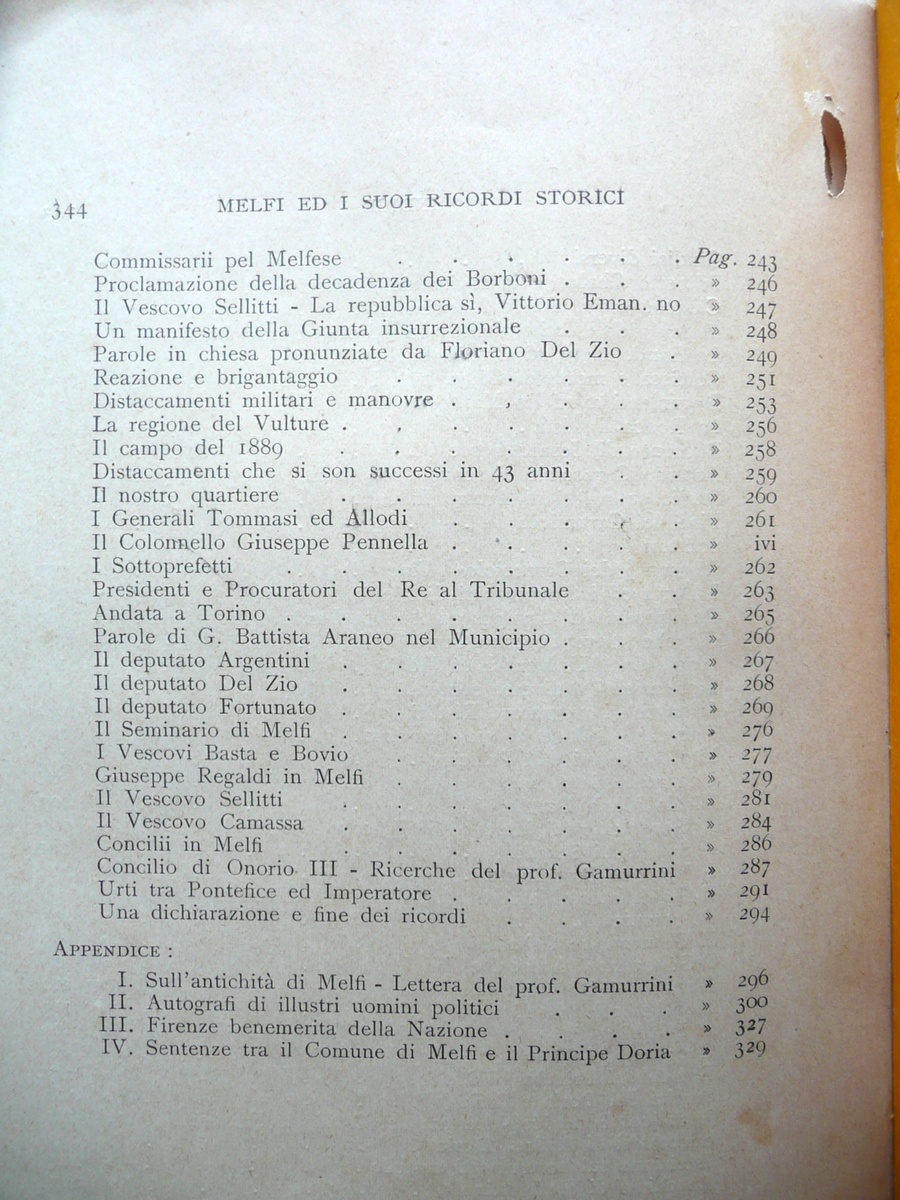 344 MELFI ED I SUOI RICORDI STORICI
Commissarii pel Melfese . . . . . . Pag. 243
Proclamazione della decadenza dei Borboni . . . » 246
Il Vescovo Sellitti - La repubblica sì, Vittorio Eman. no » 247
Un manifesto della Giunta insurrezionale . . . » 248
Parole in chiesa pronunziate da Floriano Del Zio . » 249
Reazione e brigantaggio . . . . . . » 251
Distaccamenti militari e manovre . . . . . » 253
La regione del Vulture . . . . . . . » 256
Il campo del 1889 . . . . . . . » 258
Distaccamenti che si son successi in 43 anni . . » 259
Il nostro quartiere . . . . . . . » 260
I Generali Tommasi ed Allodi . . . . . » 261
Il Colonnello Giuseppe Pennella . . . . . » ivi
I Sottoprefetti . . . . . . . . » 262
Presidenti e Procuratori del Re al Tribunale . . » 263
Andata a Torino . . . . . . . . » 265
Parole di G. Battista Araneo nel Municipio . . . » 266
Il deputato Argentini . . . . . . . » 267
Il deputato Del Zio . . . . . . . » 268
Il deputato Fortunato . . . . . . . » 269
Il Seminario di Melfi . . . . . . . » 276
I Vescovi Basta e Bovio . . . . . . » 277
Giuseppe Regaldi in Melfi . . . . . . » 279
Il Vescovo Sellitti . . . . . . . » 281
Il Vescovo Camassa . . . . . . . » 284
Concilii in Melfi . . . . . . . » 286
Concilio di Onorio III - Ricerche del prof. Gamurrini » 287
Urti tra Pontefice ed Imperatore . . . . . » 291
Una dichiarazione e fine dei ricordi . . . . » 294
APPENDICE :
I. Sull'antichità di Melfi - Lettera del prof. Gamurrini » 296
II. Autografi di illustri uomini politici . . . » 300
III. Firenze benemerita della Nazione . . . . » 327
IV. Sentenze tra il Comune di Melfi e il Principe Doria » 329